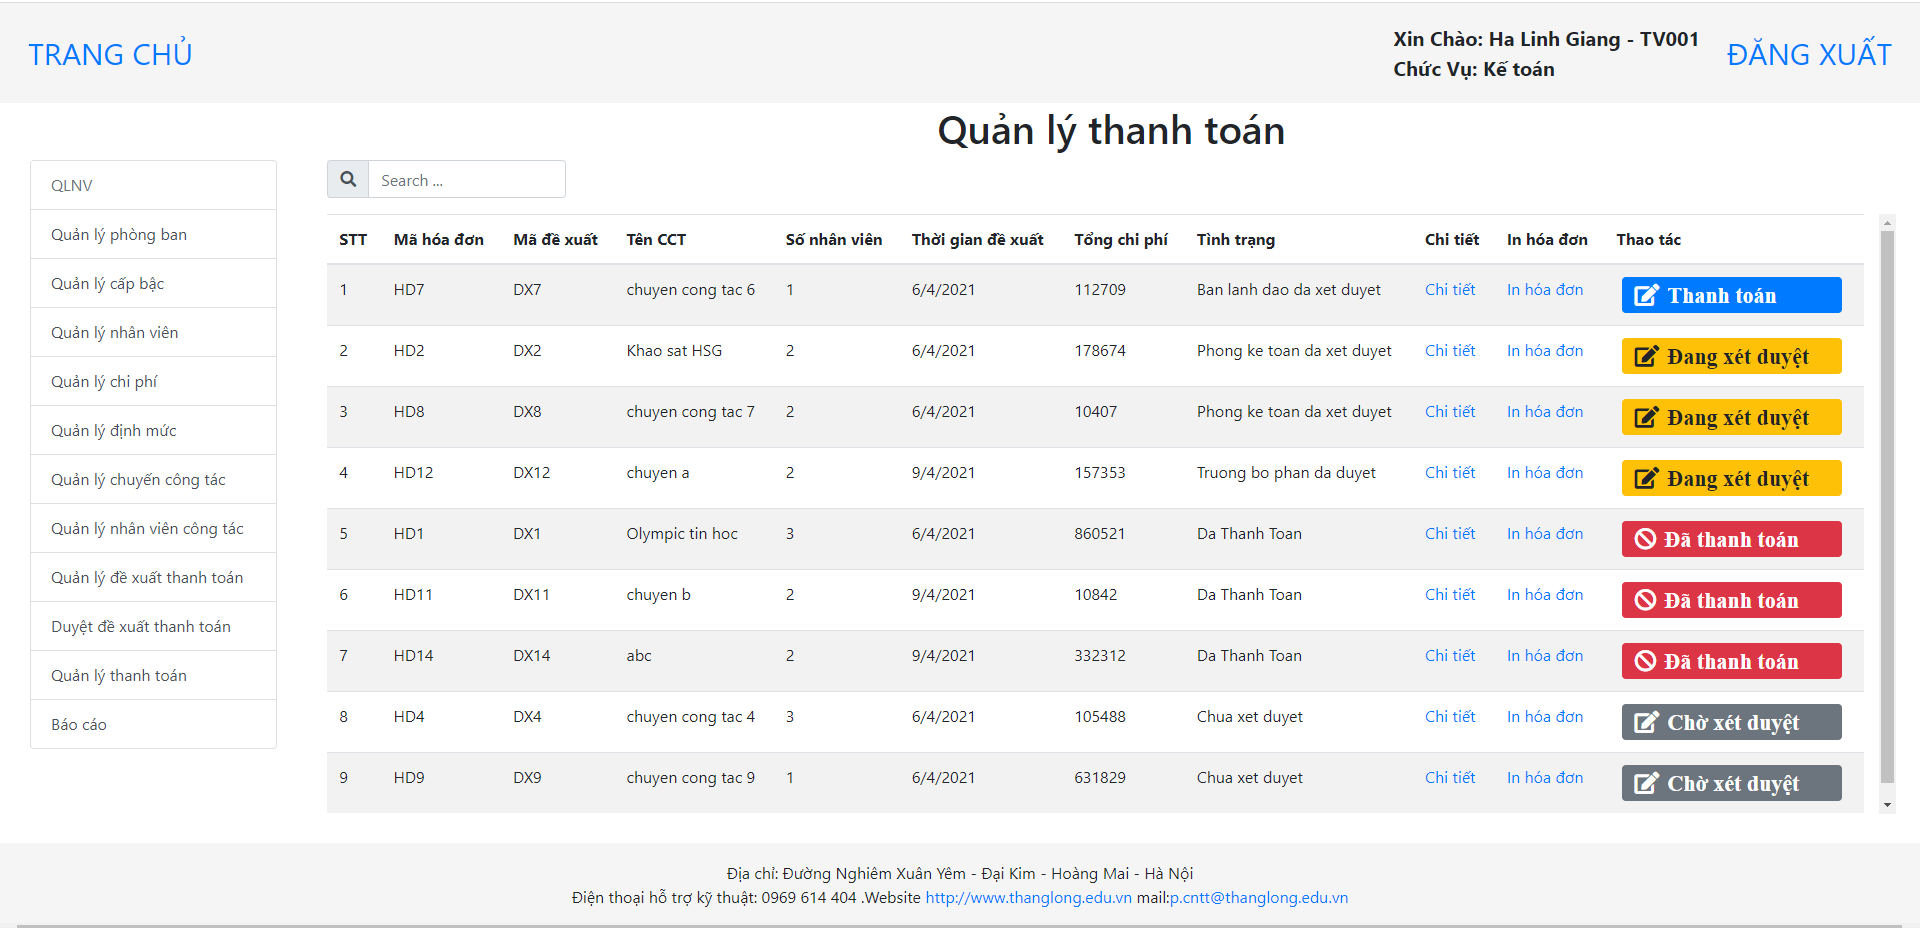 TRANG CHỦ
Xin Chào: Ha Linh Giang - TV001
Chức Vụ: Kế toán
ĐĂNG XUẤT
Quản lý thanh toán
QLNV
Quản lý phòng ban
Quản lý cấp bậc
Quản lý nhân viên
Quản lý chi phí
Quản lý định mức
Quản lý chuyến công tác
Quản lý nhân viên công tác
Quản lý đề xuất thanh toán
Duyệt đề xuất thanh toán
Quản lý thanh toán
Báo cáo
Search ...
STT Mã hóa đơn Mã đề xuất Tên CCT Số nhân viên Thời gian đề xuất Tổng chi phí Tình trạng Chi tiết In hóa đơn Thao tác
1 HD7 DX7 chuyen cong tac 6 1 6/4/2021 112709 Ban lanh dao da xet duyet Chi tiết In hóa đơn Thanh toán
2 HD2 DX2 Khao sat HSG 2 6/4/2021 178674 Phong ke toan da xet duyet Chi tiết In hóa đơn Đang xét duyệt
3 HD8 DX8 chuyen cong tac 7 2 6/4/2021 10407 Phong ke toan da xet duyet Chi tiết In hóa đơn Đang xét duyệt
4 HD12 DX12 chuyen a 2 9/4/2021 157353 Truong bo phan da duyet Chi tiết In hóa đơn Đang xét duyệt
5 HD1 DX1 Olympic tin hoc 3 6/4/2021 860521 Da Thanh Toan Chi tiết In hóa đơn Đã thanh toán
6 HD11 DX11 chuyen b 2 9/4/2021 10842 Da Thanh Toan Chi tiết In hóa đơn Đã thanh toán
7 HD14 DX14 abc 2 9/4/2021 332312 Da Thanh Toan Chi tiết In hóa đơn Đã thanh toán
8 HD4 DX4 chuyen cong tac 4 3 6/4/2021 105488 Chua xet duyet Chi tiết In hóa đơn Chờ xét duyệt
9 HD9 DX9 chuyen cong tac 9 1 6/4/2021 631829 Chua xet duyet Chi tiết In hóa đơn Chờ xét duyệt
Địa chỉ: Đường Nghiêm Xuân Yêm - Đại Kim - Hoàng Mai - Hà Nội
Điện thoại hỗ trợ kỹ thuật: 0969 614 404 .Website http://www.thanglong.edu.vn mail:p.cntt@thanglong.edu.vn